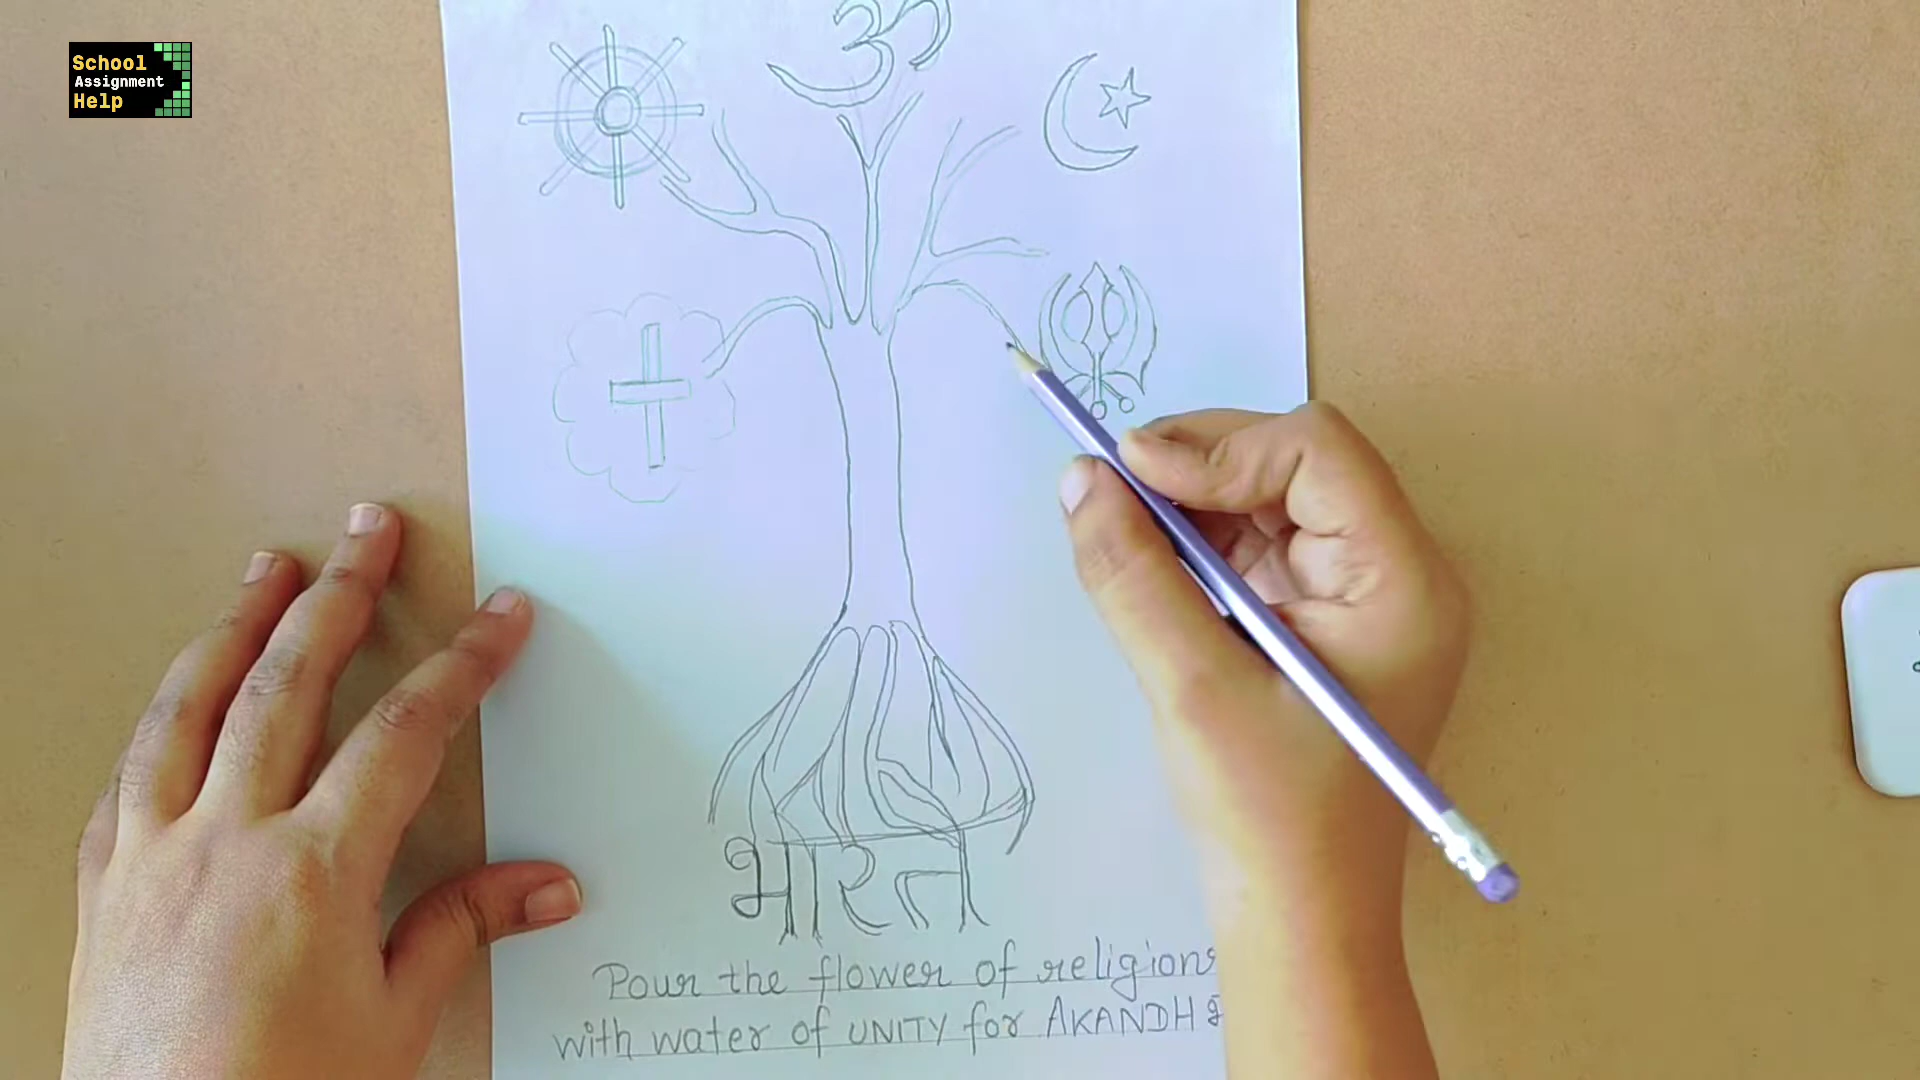 School
Assignment
Help
ॐ
भारत
Pour the flower of religions
with water of UNITY for AKANDH